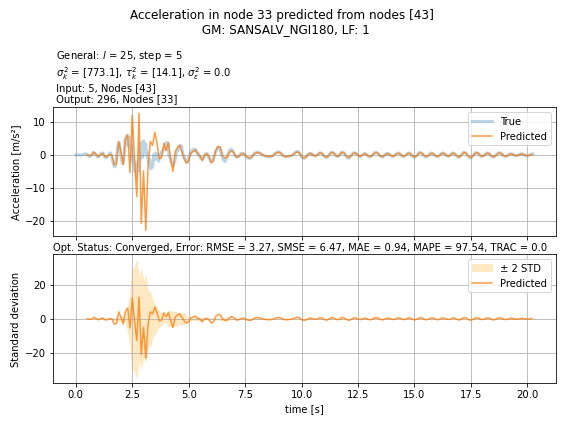 Acceleration in node 33 predicted from nodes [43]
GM: SANSALV_NGI180, LF: 1
General: l = 25, step = 5
σ²ₖ = [773.1], τ²ₖ = [14.1], σ²ε = 0.0
Input: 5, Nodes [43]
Output: 296, Nodes [33]
10
0
−10
−20
Acceleration [m/s²]
True
Predicted
Opt. Status: Converged, Error: RMSE = 3.27, SMSE = 6.47, MAE = 0.94, MAPE = 97.54, TRAC = 0.0
20
0
−20
Standard deviation
± 2 STD
Predicted
0.0 2.5 5.0 7.5 10.0 12.5 15.0 17.5 20.0
time [s]